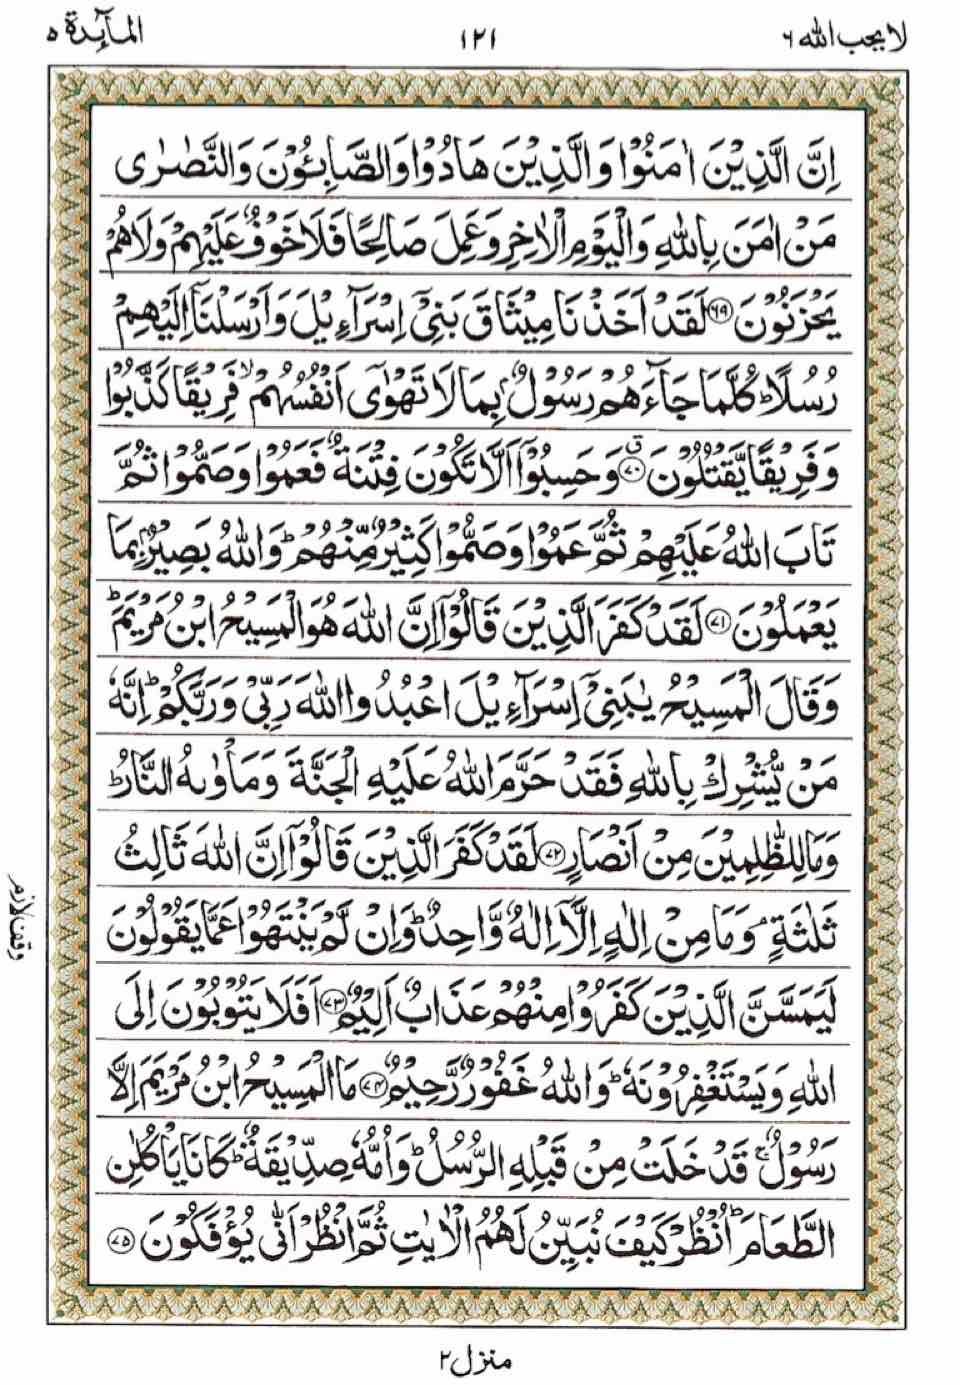 لا يحب الله ٦
١٢١
المآئدة ٥
اِنَّ الَّذِيْنَ اٰمَنُوْا وَالَّذِيْنَ هَادُوْا وَالصَّابِئُوْنَ وَالنَّصٰرٰى
مَنْ اٰمَنَ بِاللّٰهِ وَالْيَوْمِ الْاٰخِرِ وَعَمِلَ صَالِحًا فَلَا خَوْفٌ عَلَيْهِمْ وَلَا هُمْ
يَحْزَنُوْنَ ۝٦٩ لَقَدْ اَخَذْنَا مِيْثَاقَ بَنِيْۤ اِسْرَآءِيْلَ وَاَرْسَلْنَاۤ اِلَيْهِمْ
رُسُلًا ؕ كُلَّمَا جَآءَهُمْ رَسُوْلٌۢ بِمَا لَا تَهْوٰۤى اَنْفُسُهُمْ ۙ فَرِيْقًا كَذَّبُوْا
وَفَرِيْقًا يَّقْتُلُوْنَ ۝٧٠ ق وَحَسِبُوْۤا اَلَّا تَكُوْنَ فِتْنَةٌ فَعَمُوْا وَصَمُّوْا ثُمَّ
تَابَ اللّٰهُ عَلَيْهِمْ ثُمَّ عَمُوْا وَصَمُّوْا كَثِيْرٌ مِّنْهُمْ ؕ وَاللّٰهُ بَصِيْرٌۢ بِمَا
يَعْمَلُوْنَ ۝٧١ لَقَدْ كَفَرَ الَّذِيْنَ قَالُوْۤا اِنَّ اللّٰهَ هُوَ الْمَسِيْحُ ابْنُ مَرْيَمَ ؕ
وَقَالَ الْمَسِيْحُ يٰبَنِيْۤ اِسْرَآءِيْلَ اعْبُدُوا اللّٰهَ رَبِّيْ وَرَبَّكُمْ ؕ اِنَّهٗ
مَنْ يُّشْرِكْ بِاللّٰهِ فَقَدْ حَرَّمَ اللّٰهُ عَلَيْهِ الْجَنَّةَ وَمَاْوٰىهُ النَّارُ ؕ
وَمَا لِلظّٰلِمِيْنَ مِنْ اَنْصَارٍ ۝٧٢ لَقَدْ كَفَرَ الَّذِيْنَ قَالُوْۤا اِنَّ اللّٰهَ ثَالِثُ
ثَلٰثَةٍ ۘ وَمَا مِنْ اِلٰهٍ اِلَّاۤ اِلٰهٌ وَّاحِدٌ ؕ وَاِنْ لَّمْ يَنْتَهُوْا عَمَّا يَقُوْلُوْنَ
لَيَمَسَّنَّ الَّذِيْنَ كَفَرُوْا مِنْهُمْ عَذَابٌ اَلِيْمٌ ۝٧٣ اَفَلَا يَتُوْبُوْنَ اِلَى
اللّٰهِ وَيَسْتَغْفِرُوْنَهٗ ؕ وَاللّٰهُ غَفُوْرٌ رَّحِيْمٌ ۝٧٤ مَا الْمَسِيْحُ ابْنُ مَرْيَمَ اِلَّا
رَسُوْلٌ ۚ قَدْ خَلَتْ مِنْ قَبْلِهِ الرُّسُلُ ؕ وَاُمُّهٗ صِدِّيْقَةٌ ؕ كَانَا يَاْكُلٰنِ
الطَّعَامَ ؕ اُنْظُرْ كَيْفَ نُبَيِّنُ لَهُمُ الْاٰيٰتِ ثُمَّ انْظُرْ اَنّٰى يُؤْفَكُوْنَ ۝٧٥
وقف لازم
منزل ٢